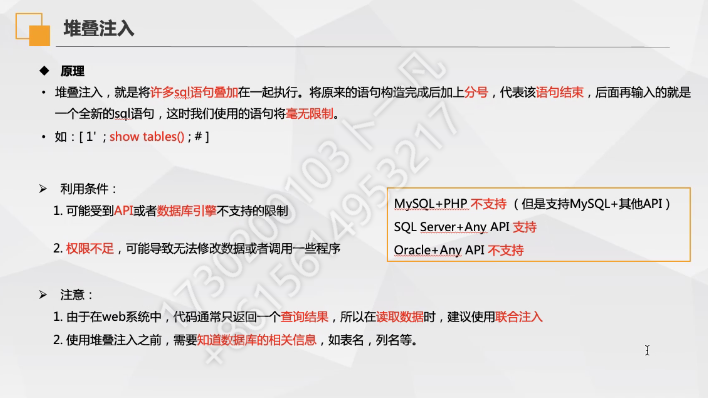 堆叠注入
◆ 原理
• 堆叠注入，就是将许多sql语句叠加在一起执行。将原来的语句构造完成后加上分号，代表该语句结束，后面再输入的就是
一个全新的sql语句，这时我们使用的语句将毫无限制。
• 如：[ 1' ; show tables() ; # ]
➢ 利用条件：
1. 可能受到API或者数据库引擎不支持的限制
2. 权限不足，可能导致无法修改数据或者调用一些程序
MySQL+PHP 不支持 （但是支持MySQL+其他API）
SQL Server+Any API 支持
Oracle+Any API 不支持
➢ 注意：
1. 由于在web系统中，代码通常只返回一个查询结果，所以在读取数据时，建议使用联合注入
2. 使用堆叠注入之前，需要知道数据库的相关信息，如表名，列名等。
1730200103卜一凡
+8615614953217